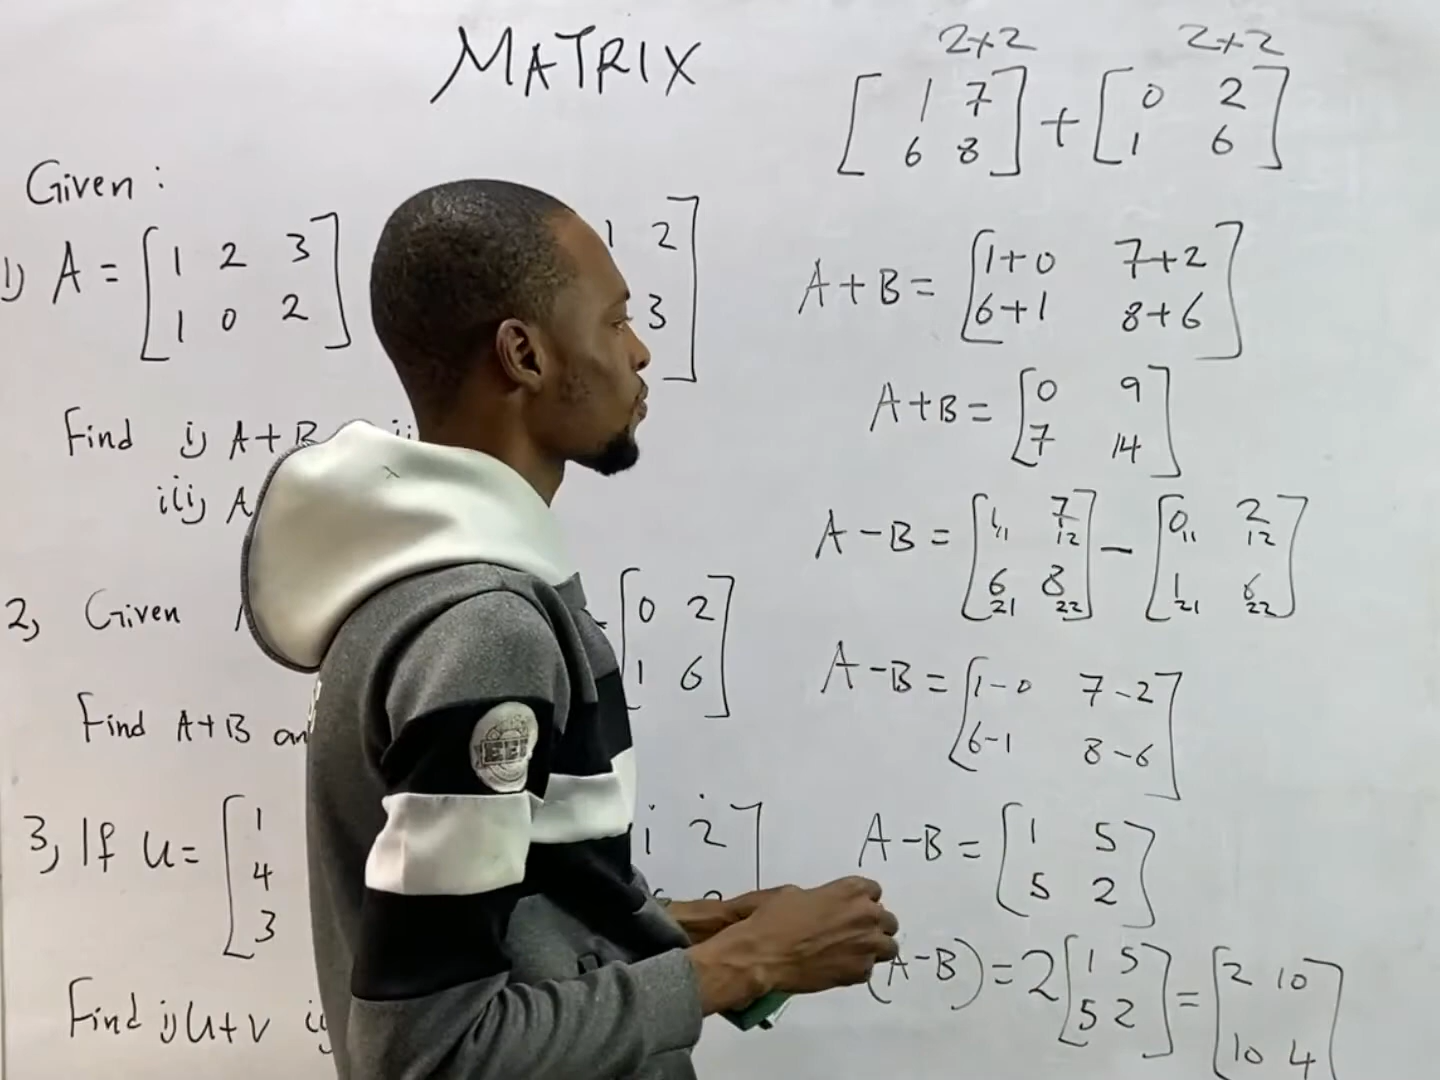 MATRIX
Given :
1) A = [ 1 2 3
1 0 2 ]
1 2
3 ]
Find i) A+B
iii) A
2, Given
[ 0 2
1 6 ]
Find A+B an
3, If U = [ 1
4
3
1 2 ]
Find i) U+V ii)
2×2 2×2
[ 1 7
6 8 ] + [ 0 2
1 6 ]
A+B = [ 1+0 7+2
6+1 8+6 ]
A+B = [ 0 9
7 14 ]
A-B = [ 1₁₁ 7₁₂
6₂₁ 8₂₂ ] - [ 0₁₁ 2₁₂
1₂₁ 6₂₂ ]
A-B = [ 1-0 7-2
6-1 8-6 ]
A-B = [ 1 5
5 2 ]
(A-B) = 2 [ 1 5
5 2 ] = [ 2 10
10 4 ]